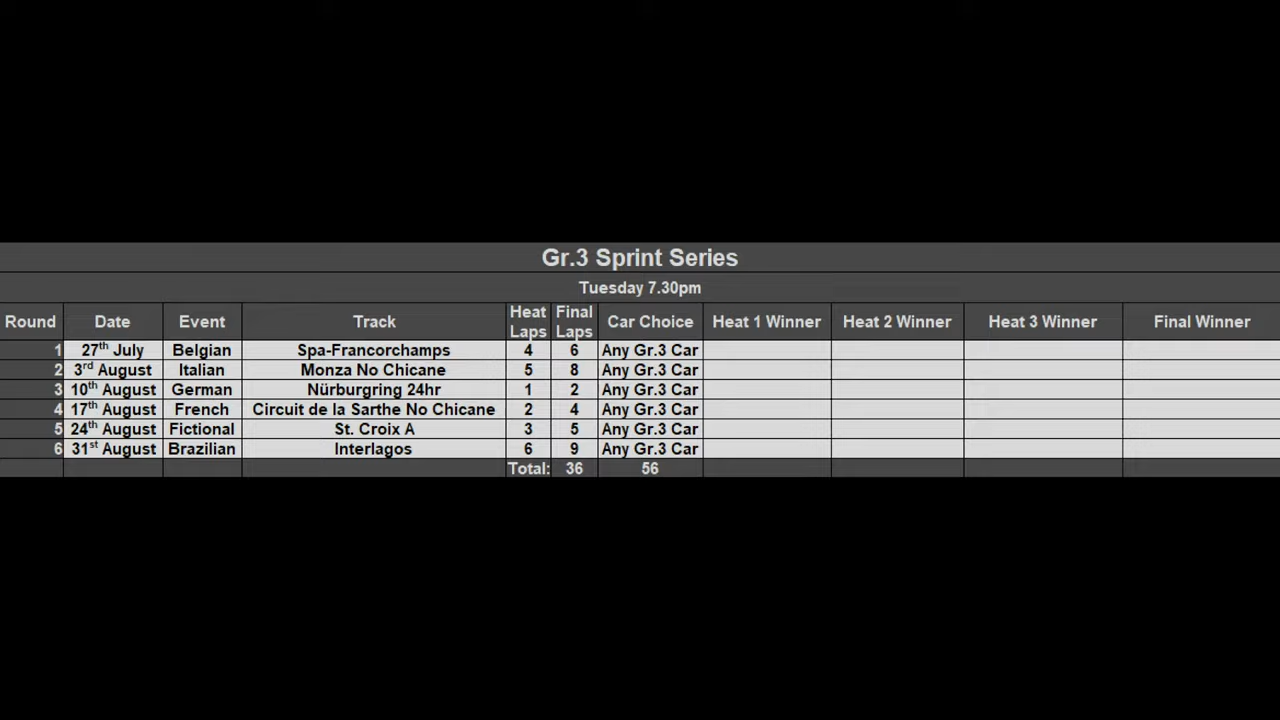 Gr.3 Sprint Series
Tuesday 7.30pm
Round Date Event Track Heat Laps Final Laps Car Choice Heat 1 Winner Heat 2 Winner Heat 3 Winner Final Winner
1 27th July Belgian Spa-Francorchamps 4 6 Any Gr.3 Car
2 3rd August Italian Monza No Chicane 5 8 Any Gr.3 Car
3 10th August German Nürburgring 24hr 1 2 Any Gr.3 Car
4 17th August French Circuit de la Sarthe No Chicane 2 4 Any Gr.3 Car
5 24th August Fictional St. Croix A 3 5 Any Gr.3 Car
6 31st August Brazilian Interlagos 6 9 Any Gr.3 Car
Total: 36 56